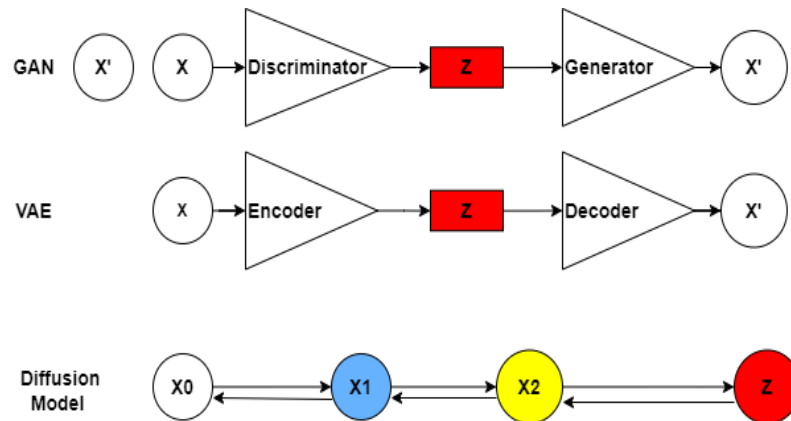 GAN X' X Discriminator Z Generator X'
VAE X Encoder Z Decoder X'
Diffusion
Model
X0 X1 X2 Z